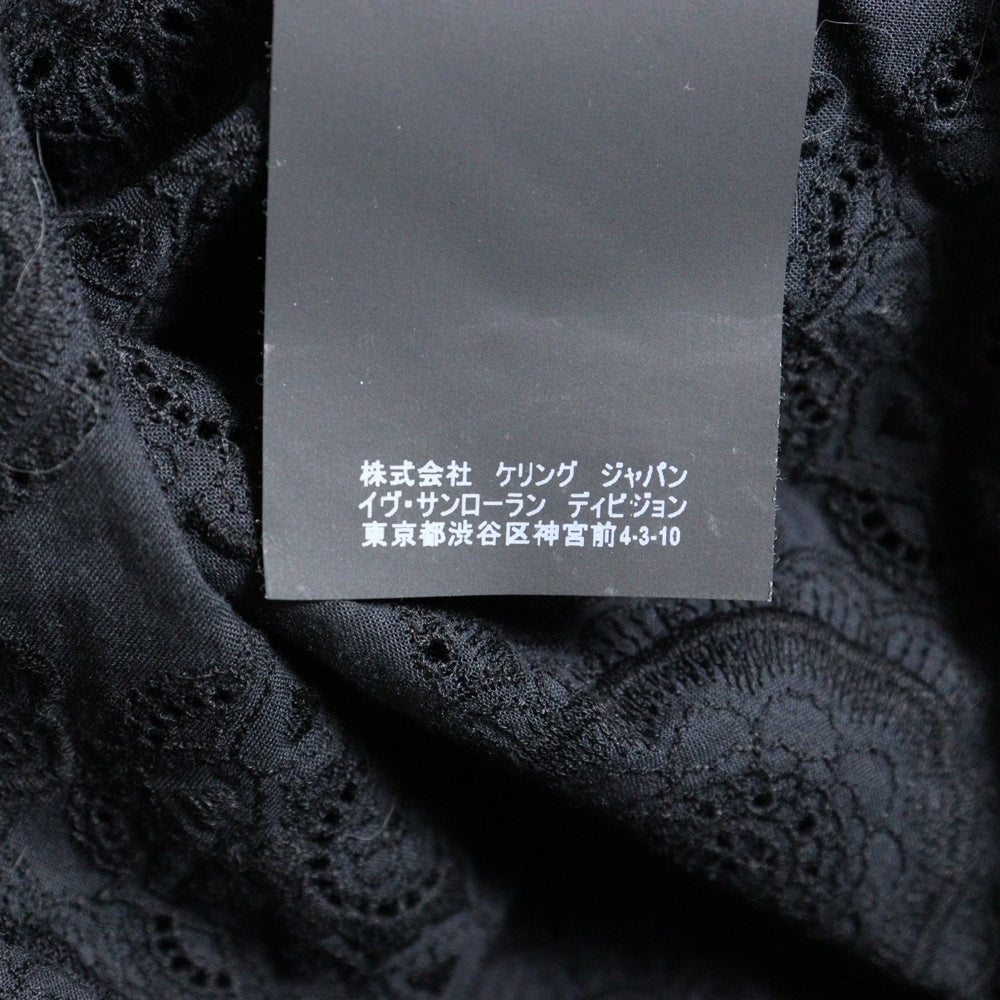 株式会社 ケリング ジャパン
イヴ・サンローラン ディビジョン
東京都渋谷区神宮前4-3-10